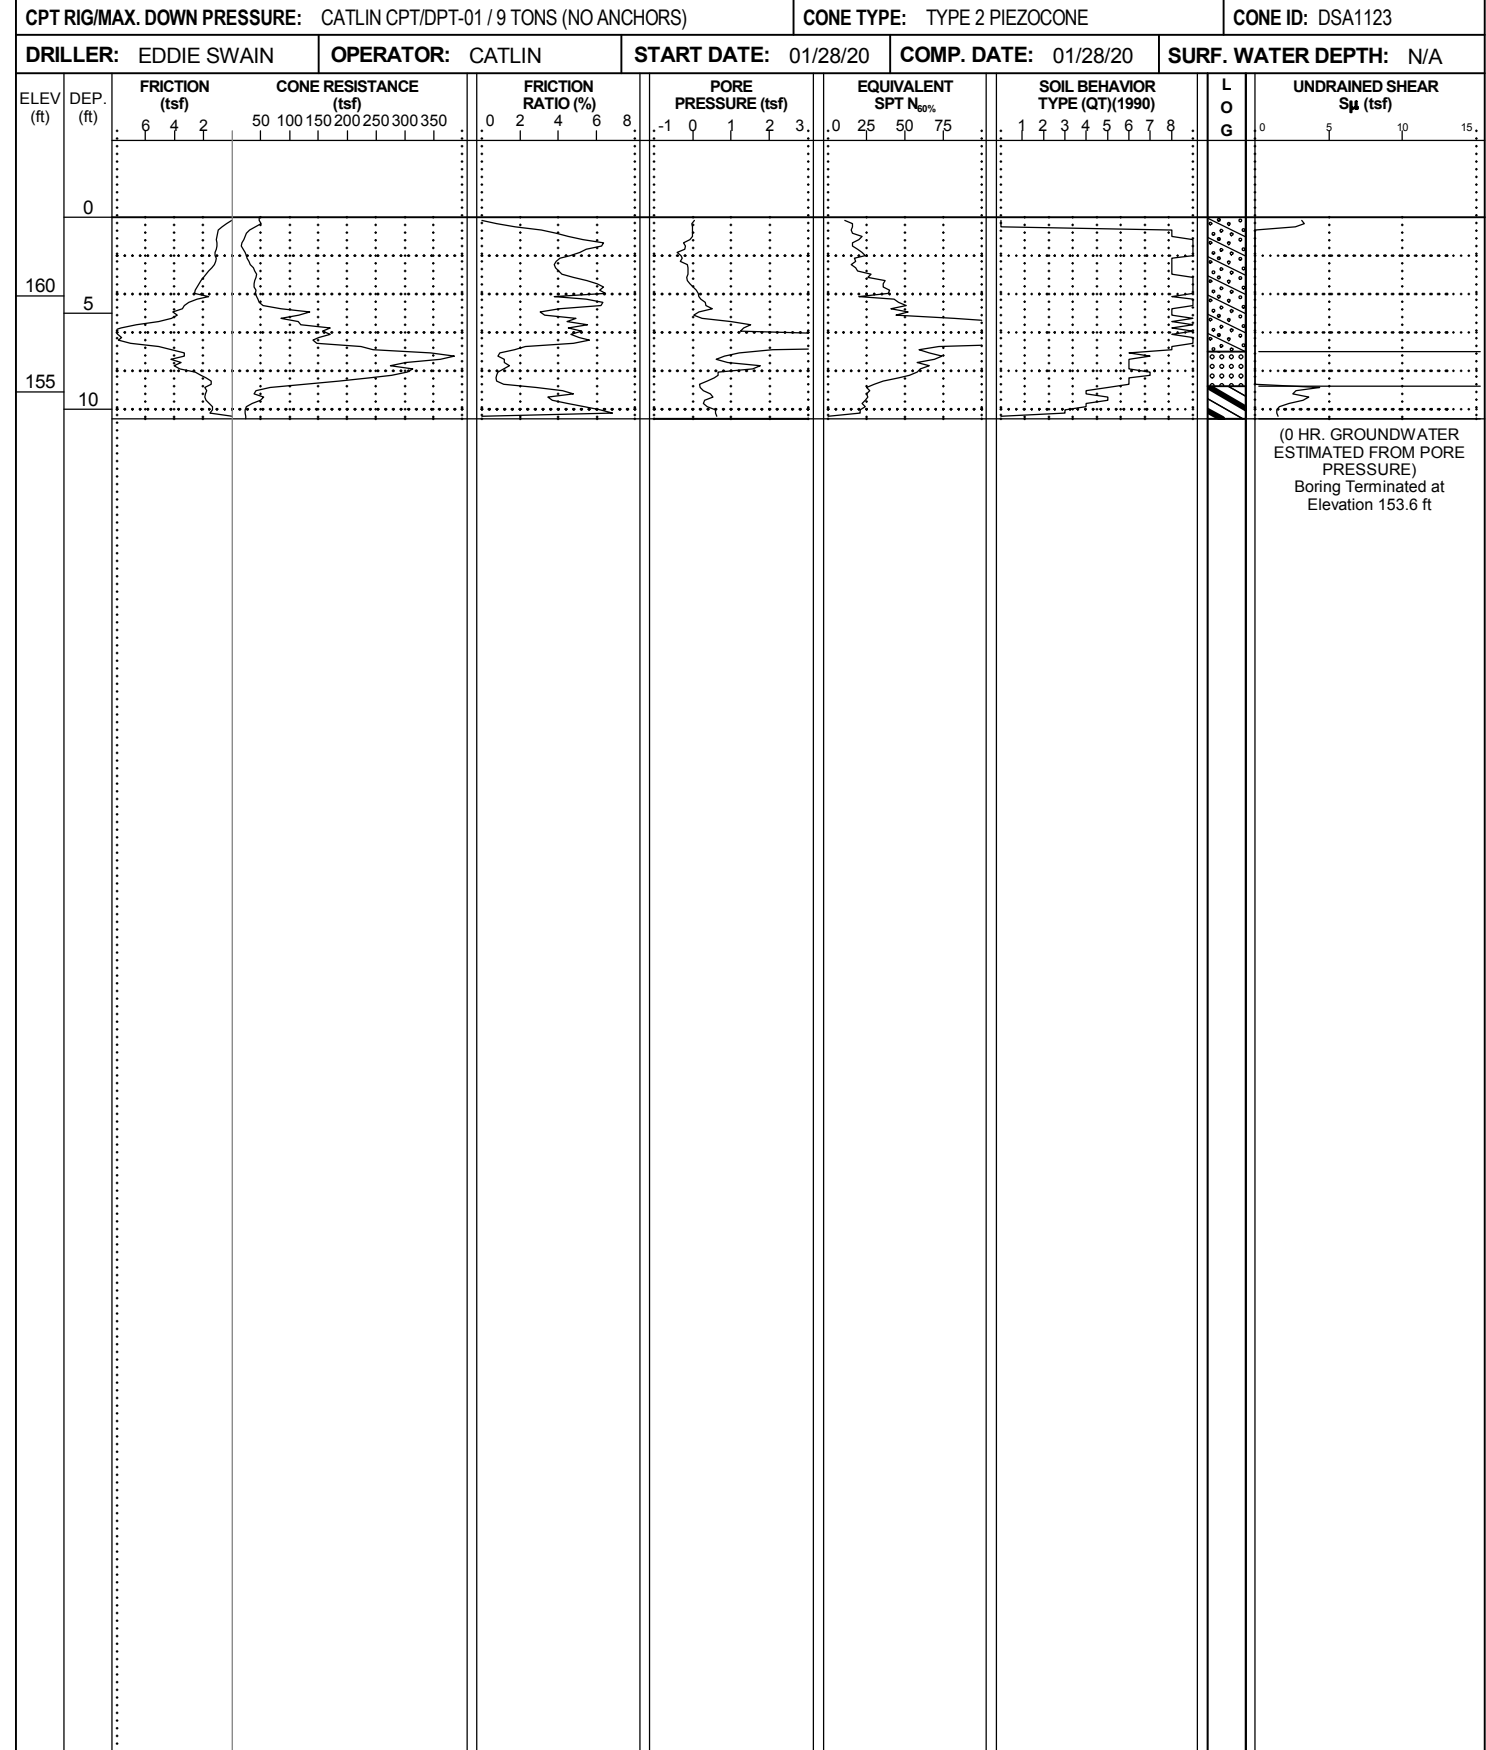 CPT RIG/MAX. DOWN PRESSURE: CATLIN CPT/DPT-01 / 9 TONS (NO ANCHORS) CONE TYPE: TYPE 2 PIEZOCONE CONE ID: DSA1123
DRILLER: EDDIE SWAIN OPERATOR: CATLIN START DATE: 01/28/20 COMP. DATE: 01/28/20 SURF. WATER DEPTH: N/A
ELEV (ft)
DEP. (ft)
FRICTION
(tsf)
6 4 2
CONE RESISTANCE
(tsf)
50 100 150 200 250 300 350
FRICTION
RATIO (%)
0 2 4 6 8
PORE
PRESSURE (tsf)
-1 0 1 2 3
EQUIVALENT
SPT N60%
0 25 50 75
SOIL BEHAVIOR
TYPE (QT)(1990)
1 2 3 4 5 6 7 8
L
O
G
UNDRAINED SHEAR
Sμ (tsf)
0 5 10 15
0
160
5
155
10
(0 HR. GROUNDWATER
ESTIMATED FROM PORE
PRESSURE)
Boring Terminated at
Elevation 153.6 ft